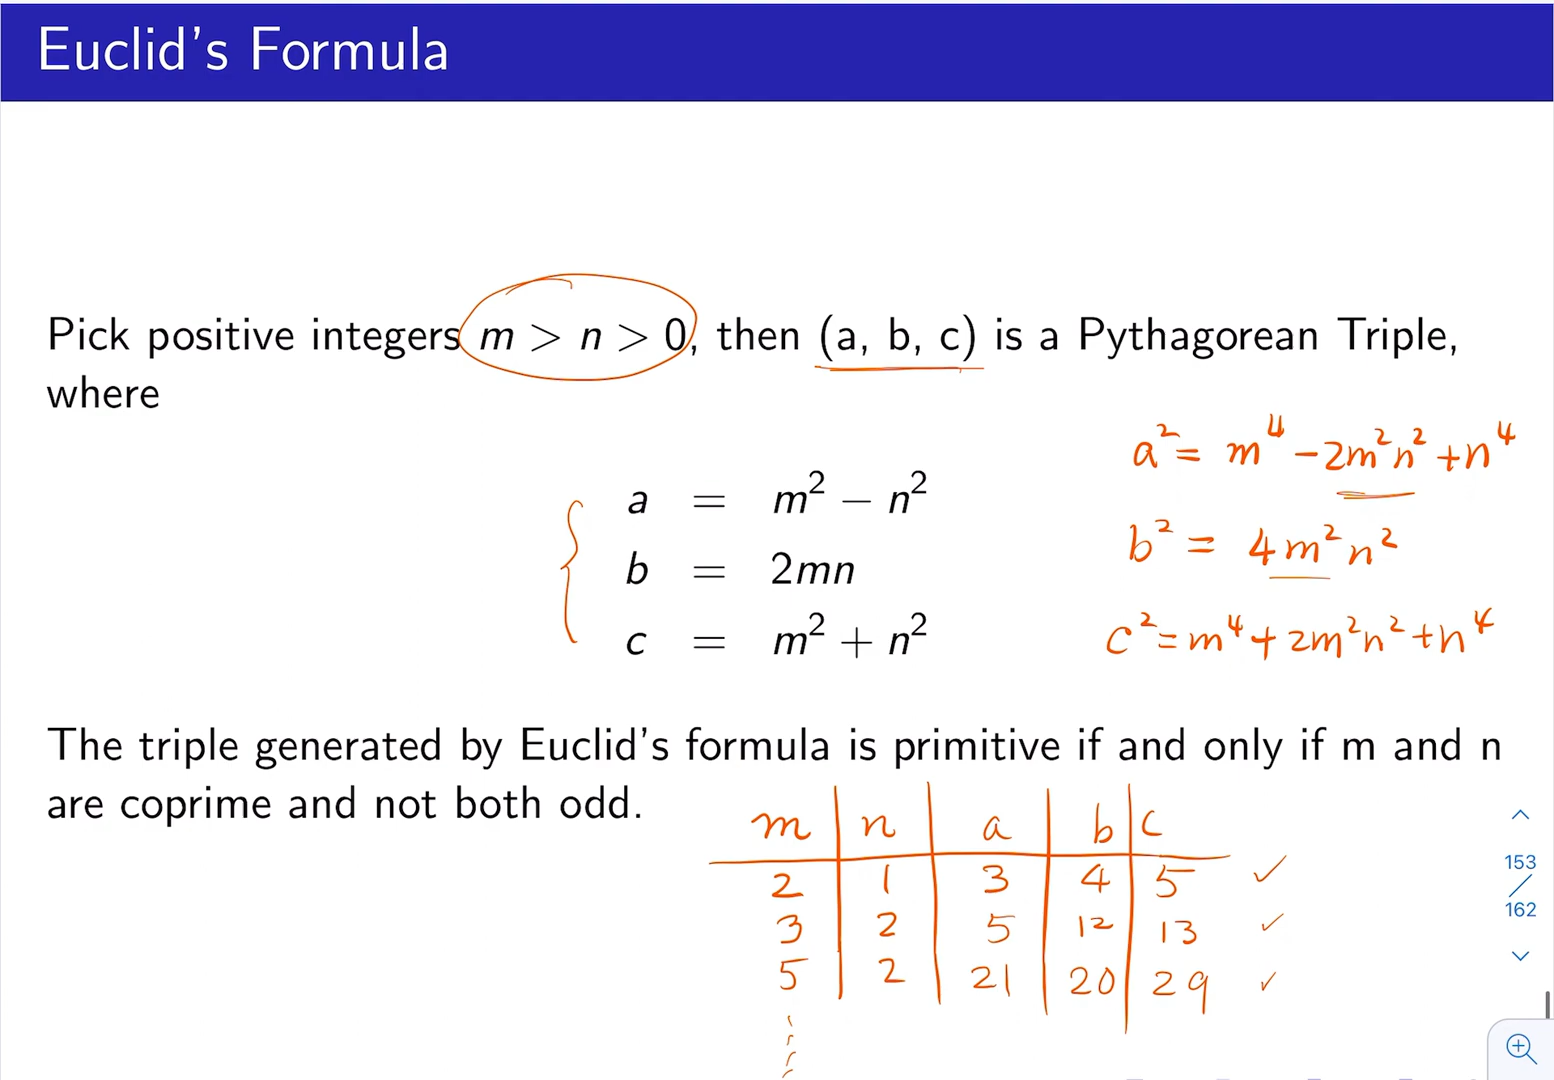 Euclid's Formula
Pick positive integers m > n > 0, then (a, b, c) is a Pythagorean Triple,
where
a = m² − n²
b = 2mn
c = m² + n²
a² = m⁴ − 2m²n² + n⁴
b² = 4m²n²
c² = m⁴ + 2m²n² + n⁴
The triple generated by Euclid's formula is primitive if and only if m and n
are coprime and not both odd.
m n a b c
2 1 3 4 5 ✓
3 2 5 12 13 ✓
5 2 21 20 29 ✓
153
/
162